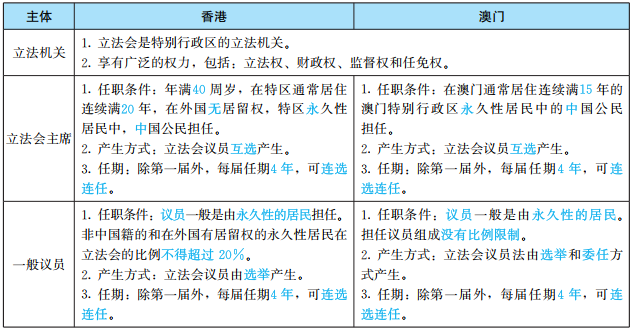 主体 香港 澳门
立法机关
1. 立法会是特别行政区的立法机关。
2. 享有广泛的权力，包括：立法权、财政权、监督权和任免权。
立法会主席
1. 任职条件：年满40 周岁，在特区通常居住
连续满20 年，在外国无居留权，特区永久性
居民中，中国公民担任。
2. 产生方式：立法会议员互选产生。
3. 任期：除第一届外，每届任期4 年，可连选
连任。
1. 任职条件：在澳门通常居住连续满15 年的
澳门特别行政区永久性居民中的中国公民
担任。
2. 产生方式：立法会议员互选产生。
3. 任期：除第一届外，每届任期4 年，可连选
连任。
一般议员
1. 任职条件：议员一般是由永久性的居民担任。
非中国籍的和在外国有居留权的永久性居民在
立法会的比例不得超过 20%。
2. 产生方式：立法会议员由选举产生。
3. 任期：除第一届外，每届任期4 年，可连选
连任。
1. 任职条件：议员一般是由永久性的居民。
担任议员组成没有比例限制。
2. 产生方式：立法会议员法由选举和委任方
式产生。
3. 任期：除第一届外，每届任期4 年，可连选
连任。